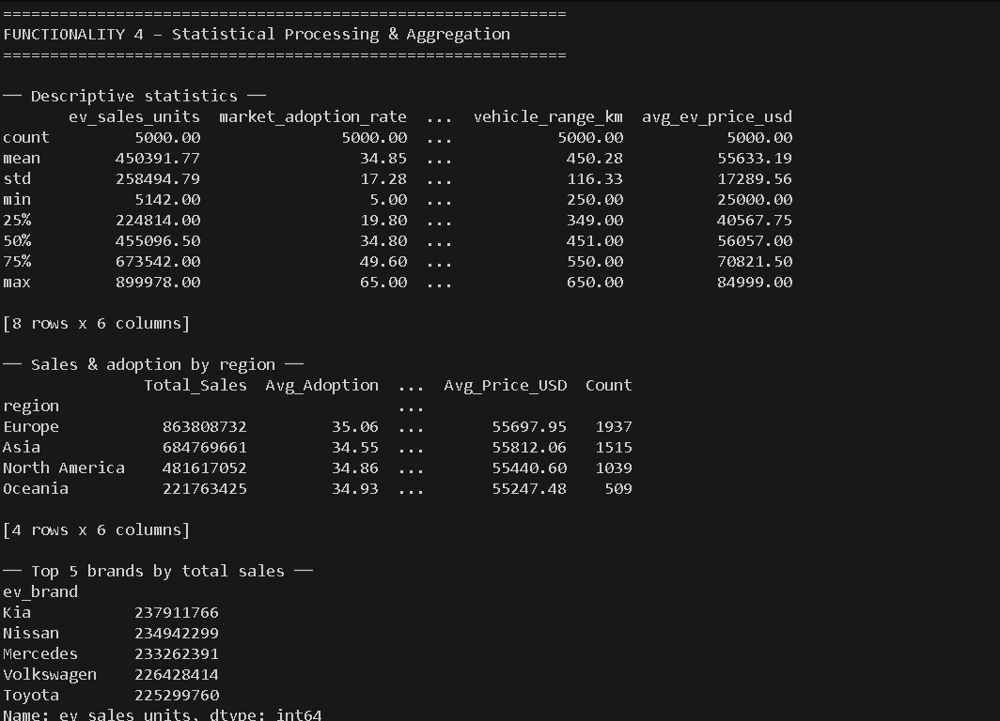 ============================================================
FUNCTIONALITY 4 – Statistical Processing & Aggregation
============================================================
── Descriptive statistics ──
       ev_sales_units  market_adoption_rate  ...  vehicle_range_km  avg_ev_price_usd
count         5000.00               5000.00  ...           5000.00           5000.00
mean        450391.77                 34.85  ...            450.28          55633.19
std         258494.79                 17.28  ...            116.33          17289.56
min           5142.00                  5.00  ...            250.00          25000.00
25%         224814.00                 19.80  ...            349.00          40567.75
50%         455096.50                 34.80  ...            451.00          56057.00
75%         673542.00                 49.60  ...            550.00          70821.50
max         899978.00                 65.00  ...            650.00          84999.00
[8 rows x 6 columns]
── Sales & adoption by region ──
               Total_Sales  Avg_Adoption  ...  Avg_Price_USD  Count
region                                    ...
Europe           863808732         35.06  ...       55697.95   1937
Asia             684769661         34.55  ...       55812.06   1515
North America    481617052         34.86  ...       55440.60   1039
Oceania          221763425         34.93  ...       55247.48    509
[4 rows x 6 columns]
── Top 5 brands by total sales ──
ev_brand
Kia           237911766
Nissan        234942299
Mercedes      233262391
Volkswagen    226428414
Toyota        225299760
Name: ev_sales_units, dtype: int64